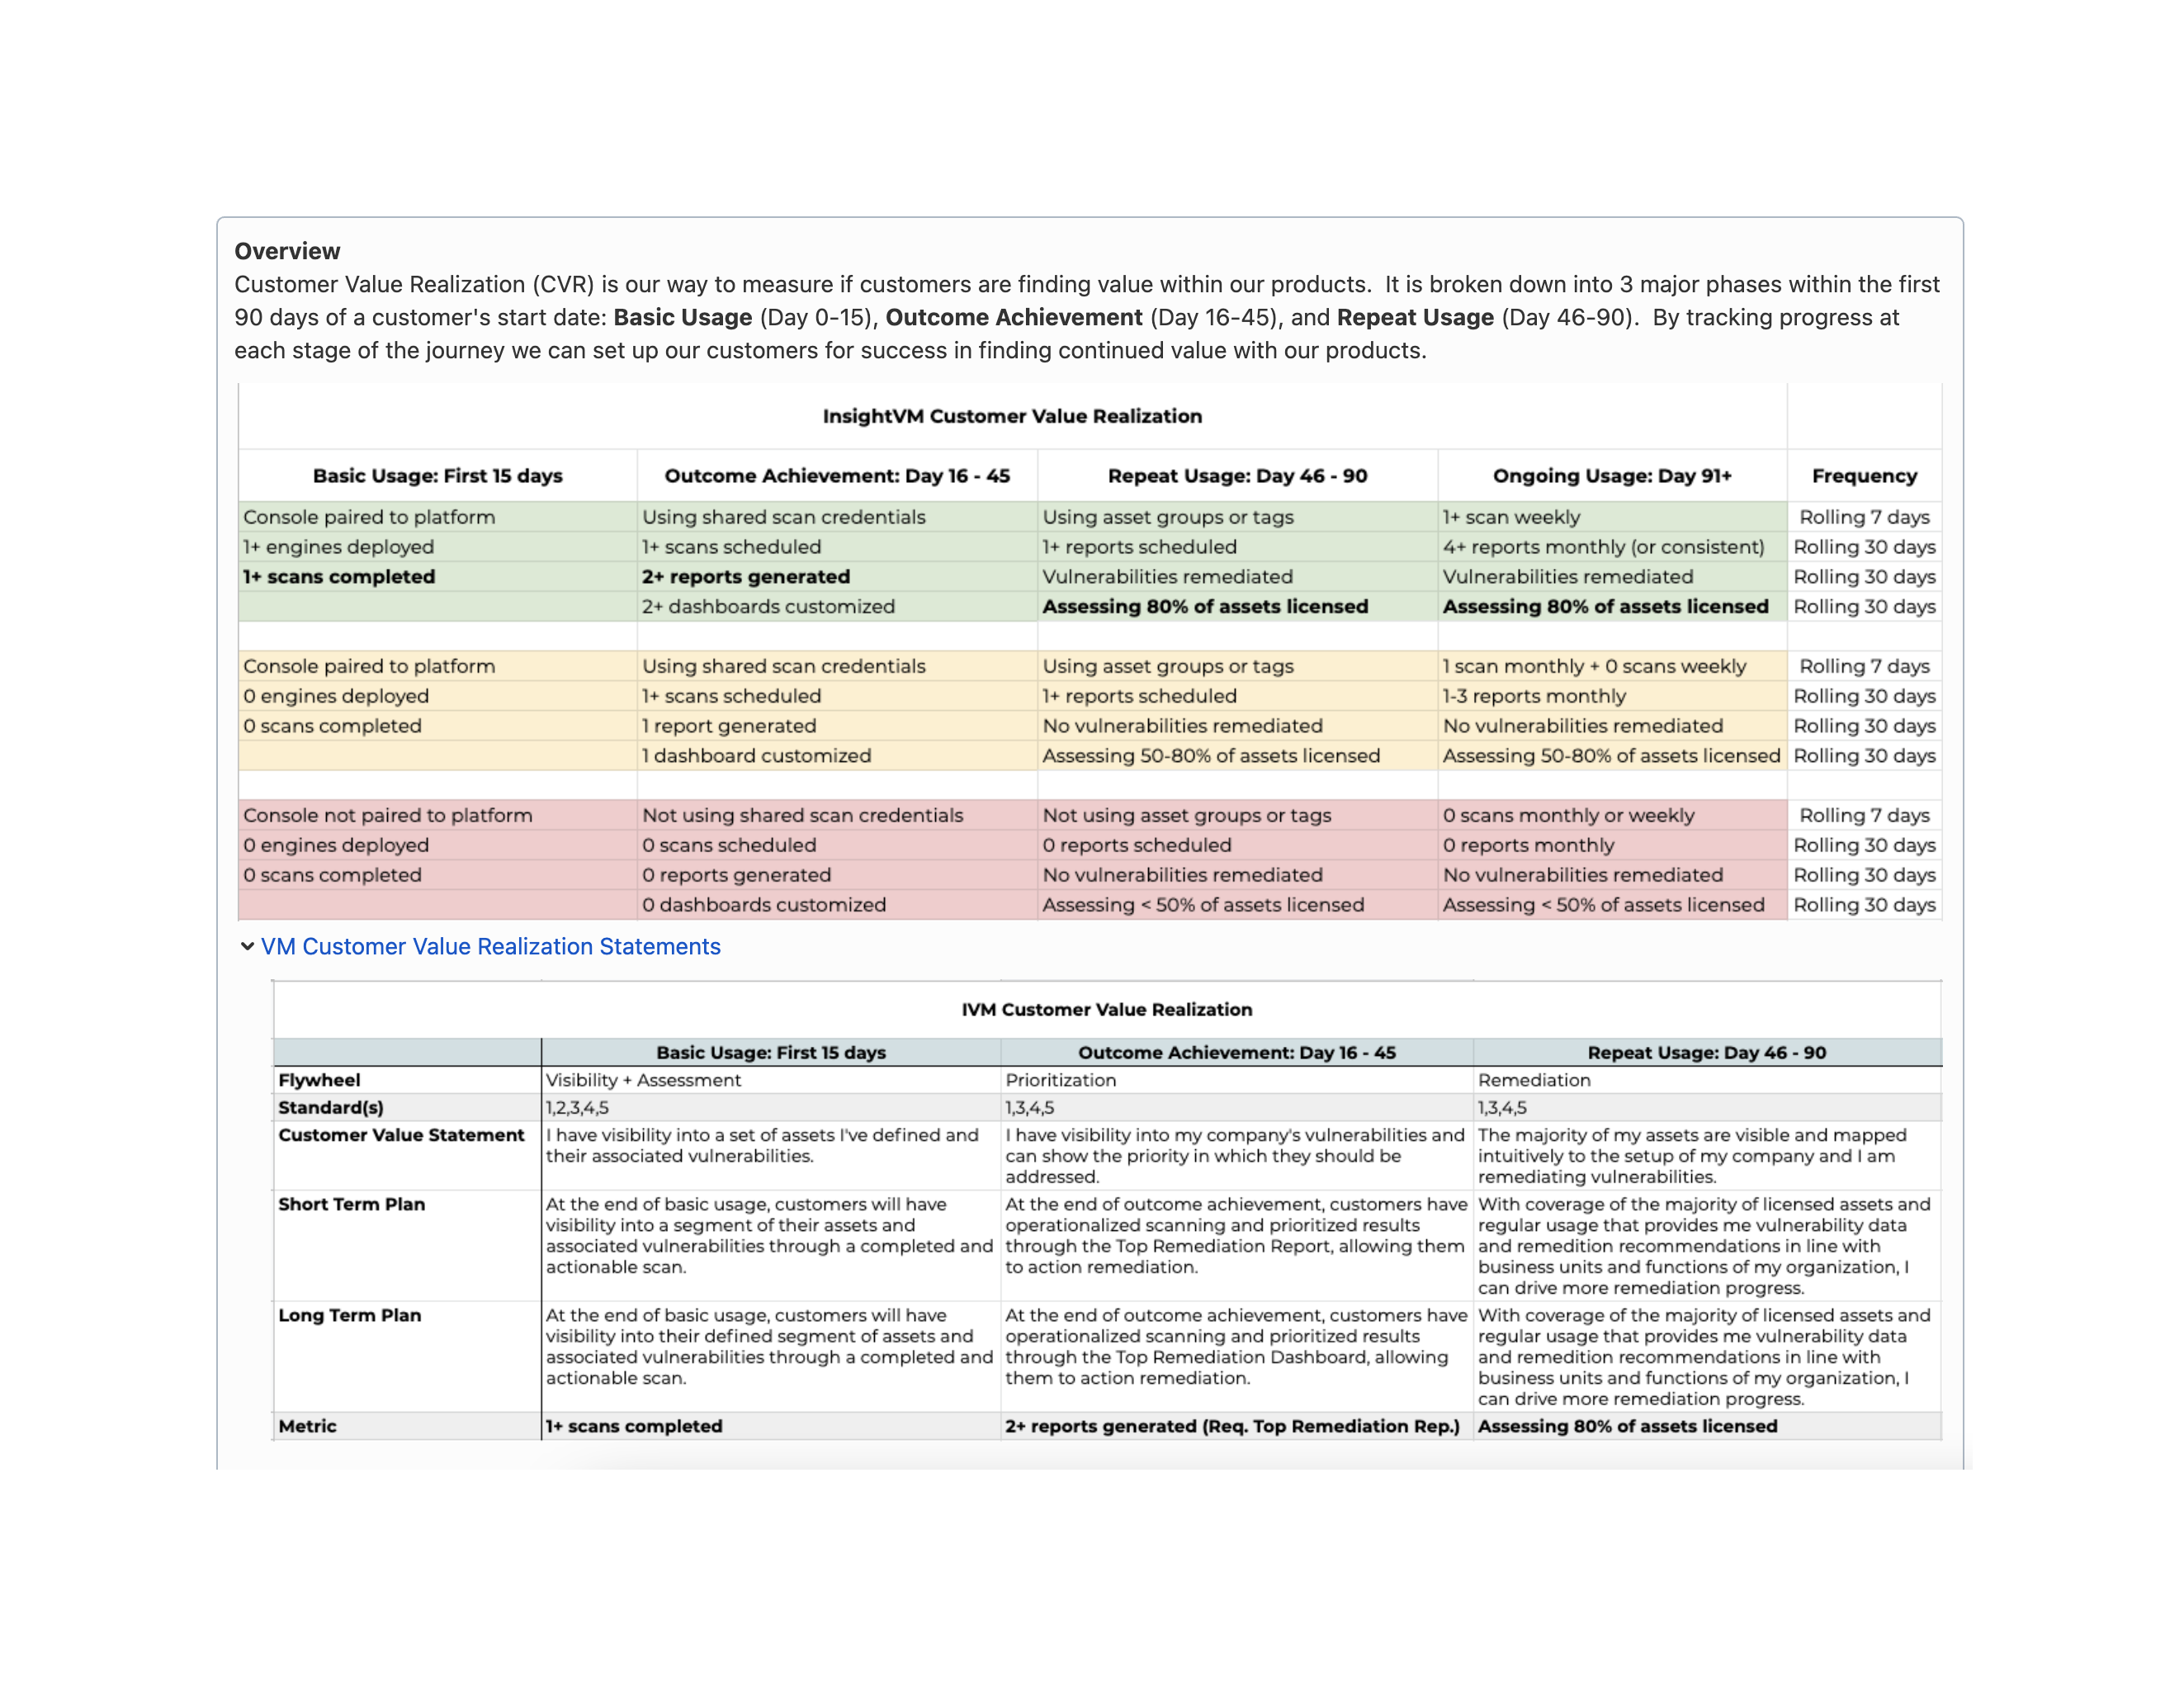 Overview
Customer Value Realization (CVR) is our way to measure if customers are finding value within our products.  It is broken down into 3 major phases within the first
90 days of a customer's start date: Basic Usage (Day 0-15), Outcome Achievement (Day 16-45), and Repeat Usage (Day 46-90).  By tracking progress at
each stage of the journey we can set up our customers for success in finding continued value with our products.
InsightVM Customer Value Realization
Basic Usage: First 15 days Outcome Achievement: Day 16 - 45 Repeat Usage: Day 46 - 90 Ongoing Usage: Day 91+ Frequency
Console paired to platform Using shared scan credentials Using asset groups or tags 1+ scan weekly Rolling 7 days
1+ engines deployed 1+ scans scheduled 1+ reports scheduled 4+ reports monthly (or consistent) Rolling 30 days
1+ scans completed 2+ reports generated Vulnerabilities remediated Vulnerabilities remediated Rolling 30 days
2+ dashboards customized Assessing 80% of assets licensed Assessing 80% of assets licensed Rolling 30 days
Console paired to platform Using shared scan credentials Using asset groups or tags 1 scan monthly + 0 scans weekly Rolling 7 days
0 engines deployed 1+ scans scheduled 1+ reports scheduled 1-3 reports monthly Rolling 30 days
0 scans completed 1 report generated No vulnerabilities remediated No vulnerabilities remediated Rolling 30 days
1 dashboard customized Assessing 50-80% of assets licensed Assessing 50-80% of assets licensed Rolling 30 days
Console not paired to platform Not using shared scan credentials Not using asset groups or tags 0 scans monthly or weekly Rolling 7 days
0 engines deployed 0 scans scheduled 0 reports scheduled 0 reports monthly Rolling 30 days
0 scans completed 0 reports generated No vulnerabilities remediated No vulnerabilities remediated Rolling 30 days
0 dashboards customized Assessing < 50% of assets licensed Assessing < 50% of assets licensed Rolling 30 days
VM Customer Value Realization Statements
IVM Customer Value Realization
Basic Usage: First 15 days Outcome Achievement: Day 16 - 45 Repeat Usage: Day 46 - 90
Flywheel Visibility + Assessment Prioritization Remediation
Standard(s) 1,2,3,4,5 1,3,4,5 1,3,4,5
Customer Value Statement I have visibility into a set of assets I've defined and I have visibility into my company's vulnerabilities and The majority of my assets are visible and mapped
their associated vulnerabilities. can show the priority in which they should be intuitively to the setup of my company and I am
addressed. remediating vulnerabilities.
Short Term Plan At the end of basic usage, customers will have At the end of outcome achievement, customers have With coverage of the majority of licensed assets and
visibility into a segment of their assets and operationalized scanning and prioritized results regular usage that provides me vulnerability data
associated vulnerabilities through a completed and through the Top Remediation Report, allowing them and remedition recommendations in line with
actionable scan. to action remediation. business units and functions of my organization, I
can drive more remediation progress.
Long Term Plan At the end of basic usage, customers will have At the end of outcome achievement, customers have With coverage of the majority of licensed assets and
visibility into their defined segment of assets and operationalized scanning and prioritized results regular usage that provides me vulnerability data
associated vulnerabilities through a completed and through the Top Remediation Dashboard, allowing and remedition recommendations in line with
actionable scan. them to action remediation. business units and functions of my organization, I
can drive more remediation progress.
Metric 1+ scans completed 2+ reports generated (Req. Top Remediation Rep.) Assessing 80% of assets licensed